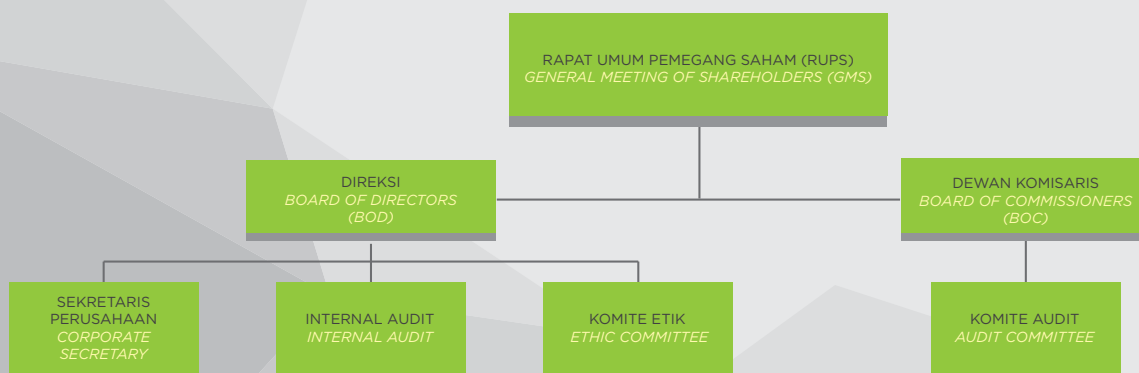 RAPAT UMUM PEMEGANG SAHAM (RUPS)
GENERAL MEETING OF SHAREHOLDERS (GMS)
DIREKSI
BOARD OF DIRECTORS
(BOD)
DEWAN KOMISARIS
BOARD OF COMMISSIONERS
(BOC)
SEKRETARIS
PERUSAHAAN
CORPORATE
SECRETARY
INTERNAL AUDIT
INTERNAL AUDIT
KOMITE ETIK
ETHIC COMMITTEE
KOMITE AUDIT
AUDIT COMMITTEE